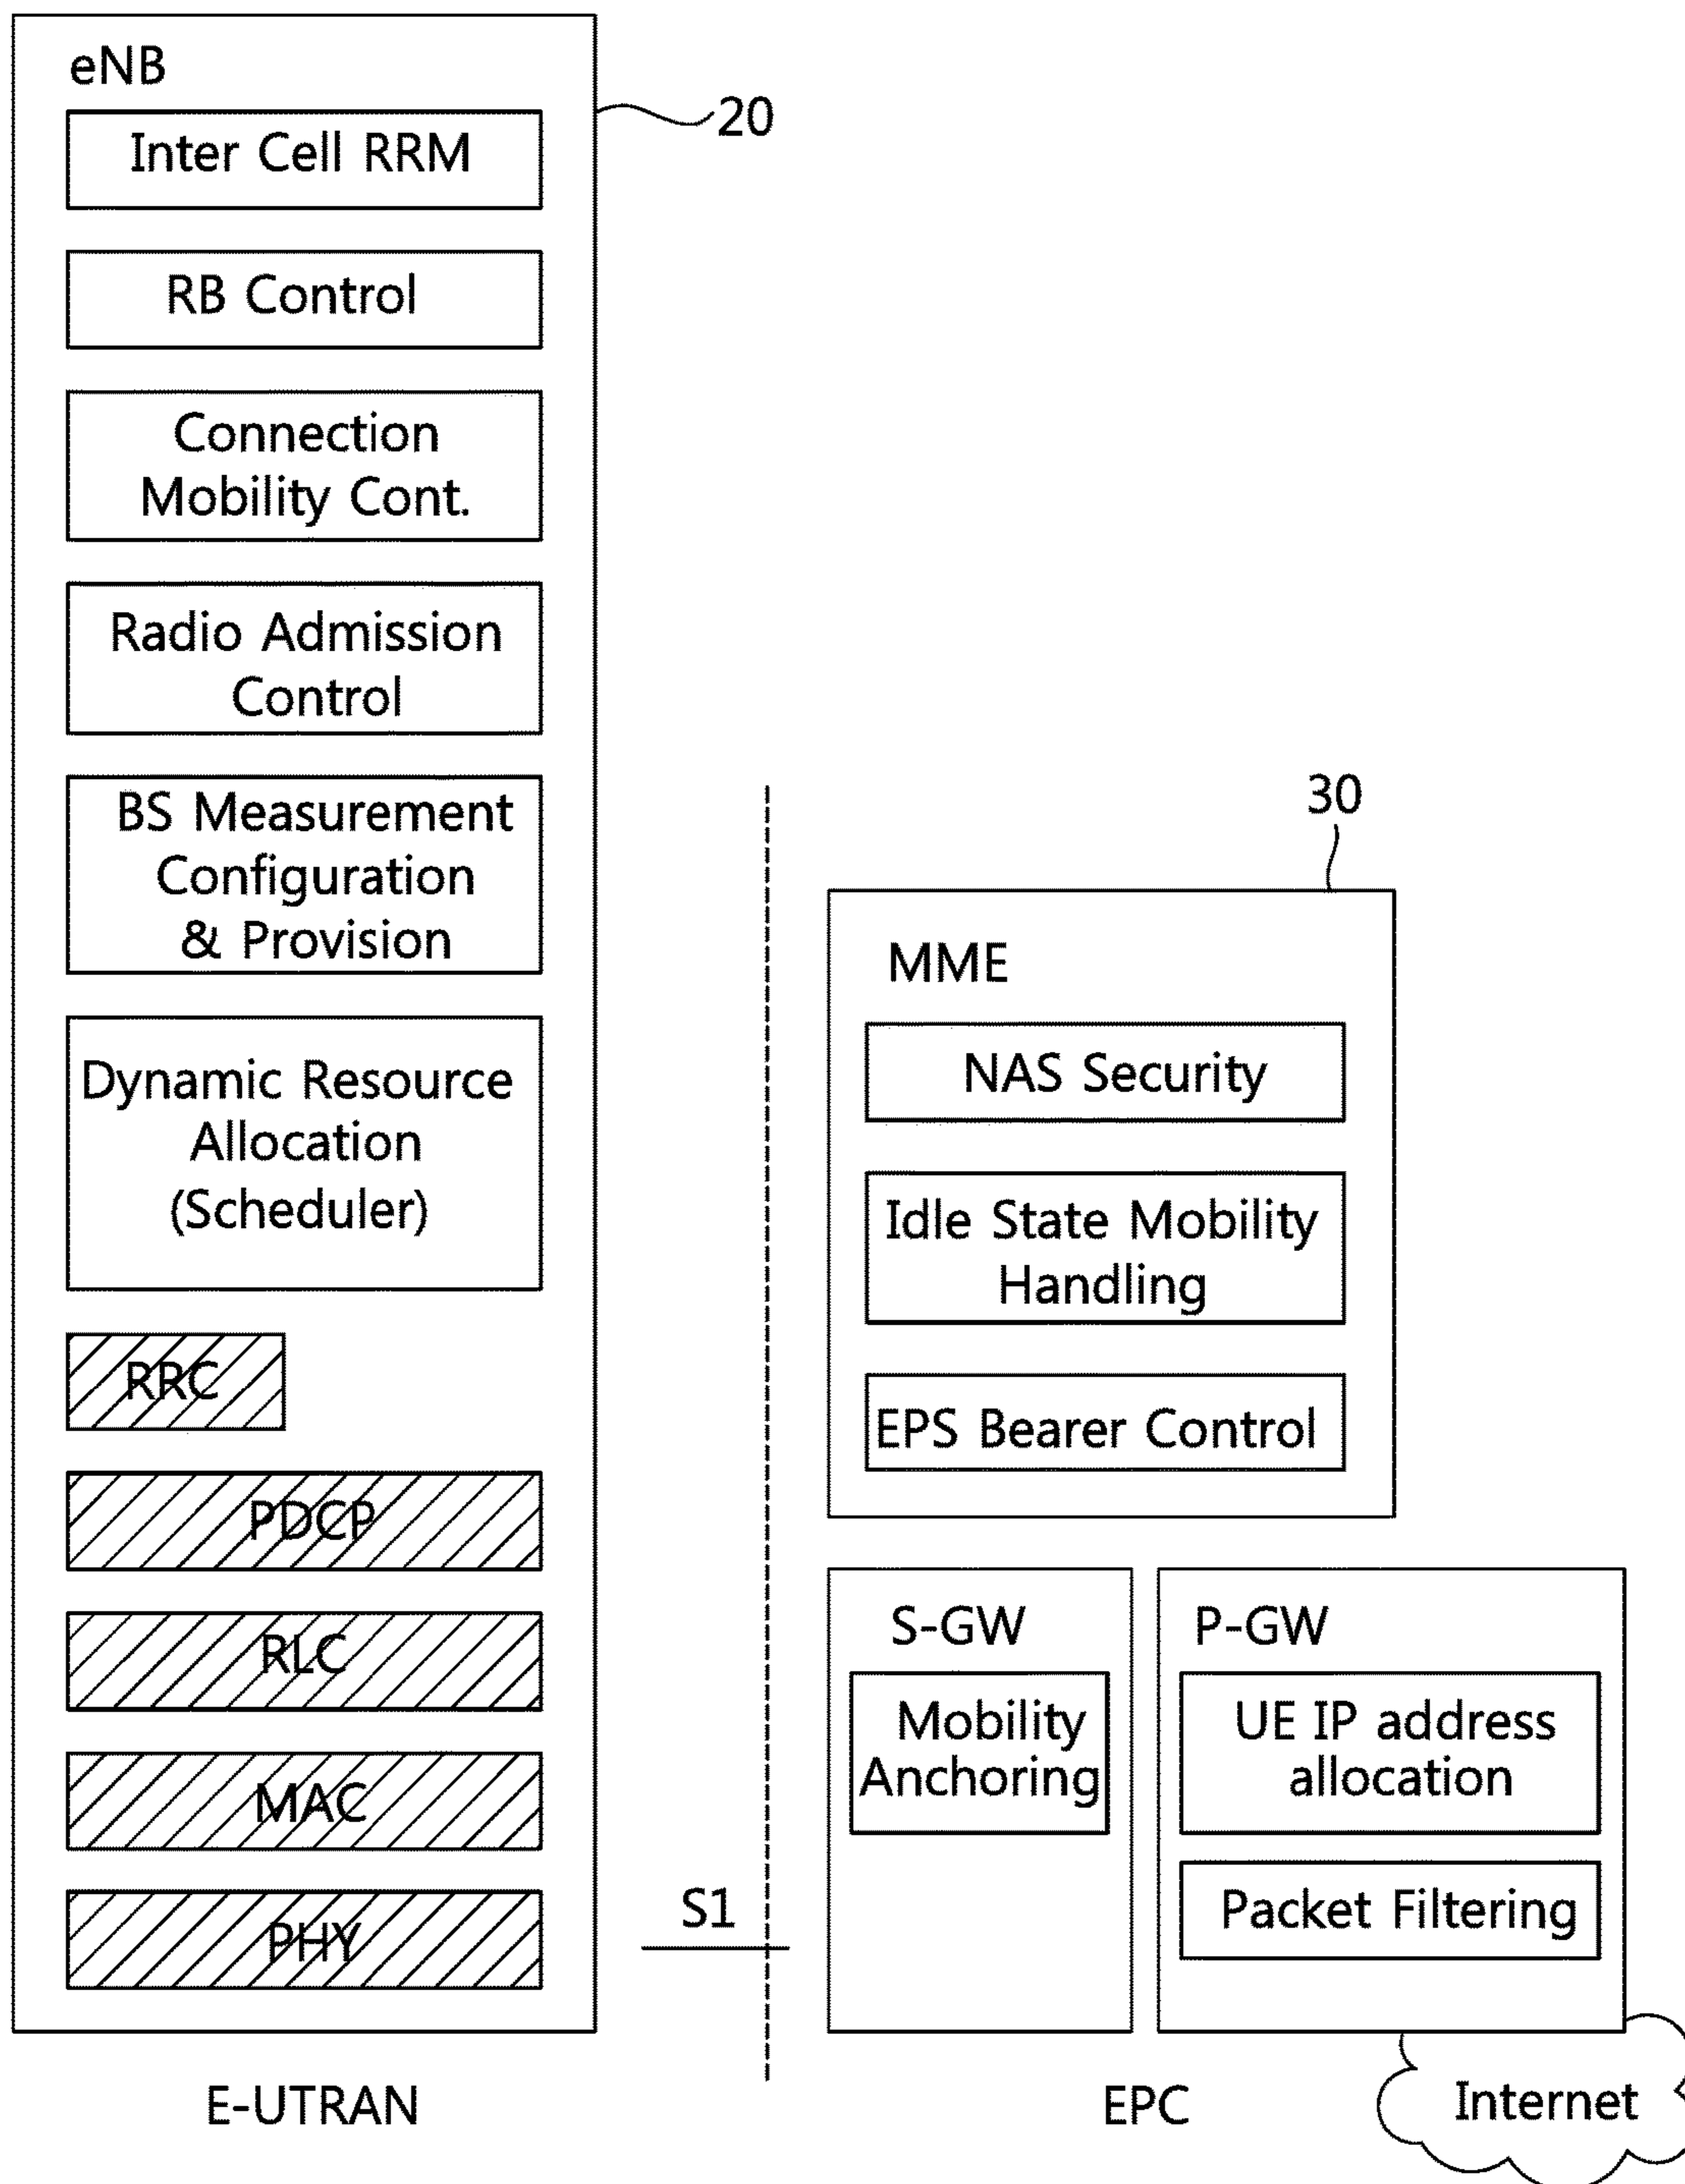 eNB
20
Inter Cell RRM
RB Control
Connection
Mobility Cont.
Radio Admission
Control
BS Measurement
Configuration
& Provision
Dynamic Resource
Allocation
(Scheduler)
RRC
PDCP
RLC
MAC
PHY
S1
30
MME
NAS Security
Idle State Mobility
Handling
EPS Bearer Control
S-GW
Mobility
Anchoring
P-GW
UE IP address
allocation
Packet Filtering
E-UTRAN
EPC
Internet